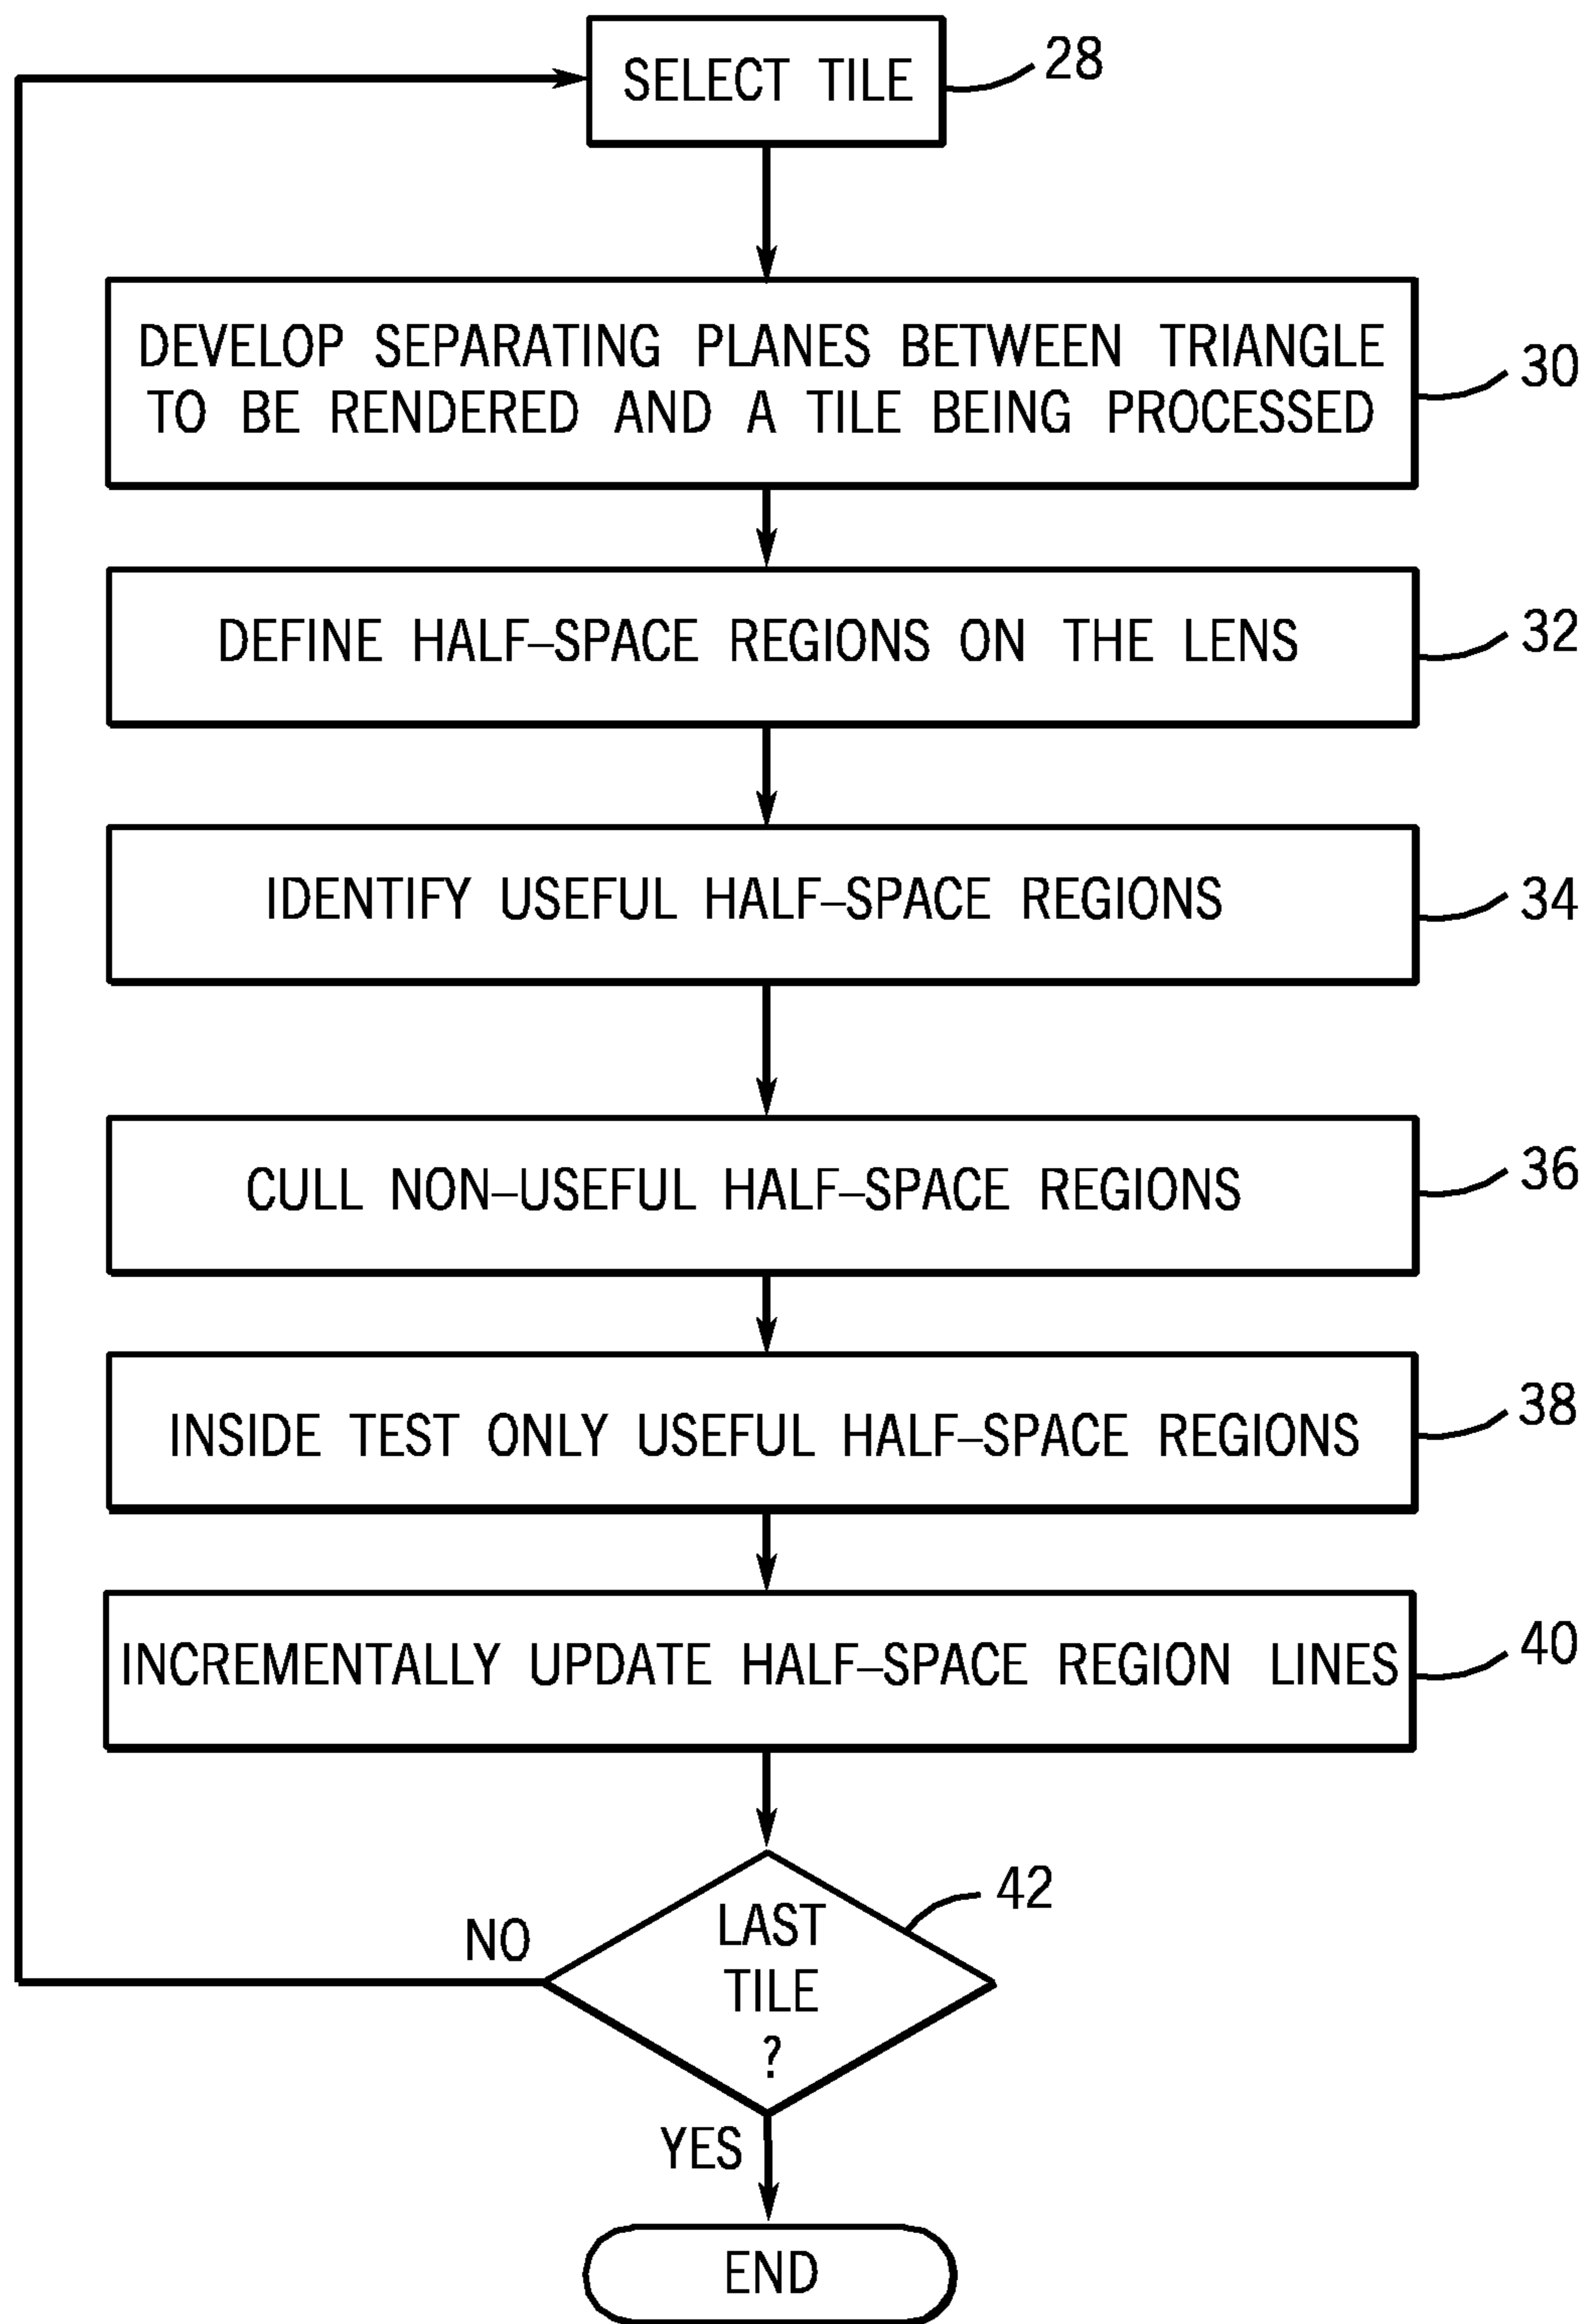 SELECT TILE
28
DEVELOP SEPARATING PLANES BETWEEN TRIANGLE
TO BE RENDERED AND A TILE BEING PROCESSED
30
DEFINE HALF–SPACE REGIONS ON THE LENS
32
IDENTIFY USEFUL HALF–SPACE REGIONS
34
CULL NON–USEFUL HALF–SPACE REGIONS
36
INSIDE TEST ONLY USEFUL HALF–SPACE REGIONS
38
INCREMENTALLY UPDATE HALF–SPACE REGION LINES
40
42
LAST
NO
TILE
?
YES
END